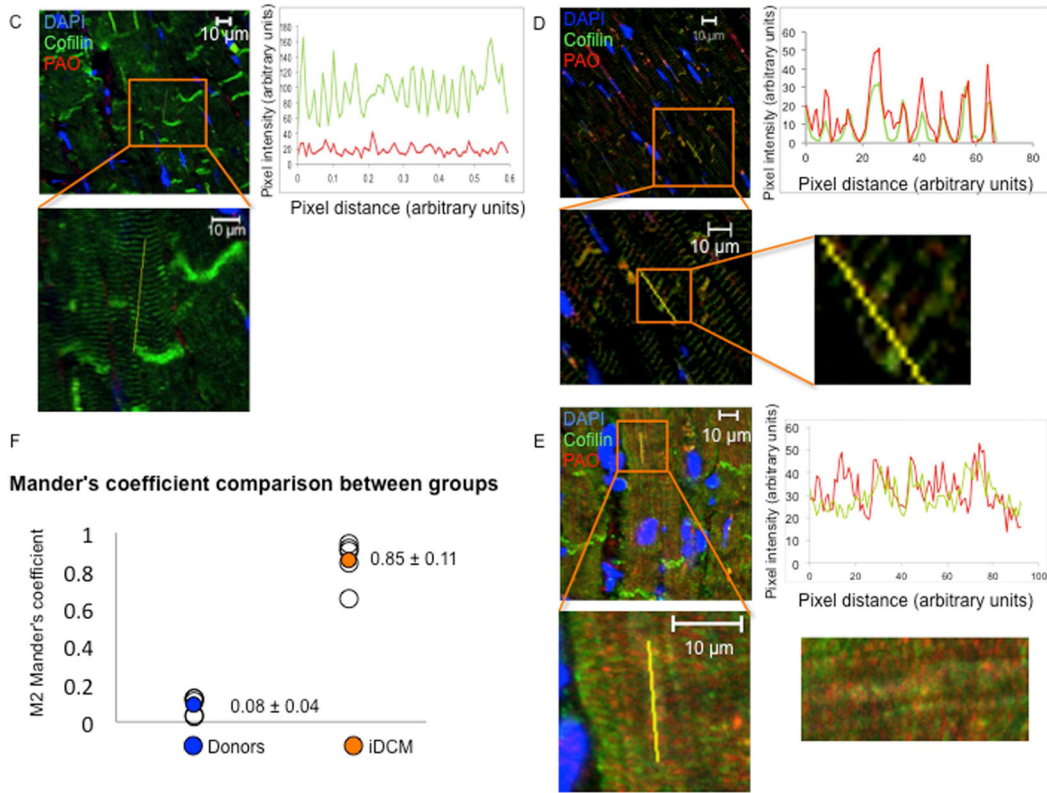 C
DAPI
Cofilin
PAO
10 µm
Pixel intensity (arbitrary units)
180
160
140
120
100
80
60
40
20
0
0 0.1 0.2 0.3 0.4 0.5 0.6
Pixel distance (arbitrary units)
10 µm
D
DAPI
Cofilin
PAO
10 µm
Pixel intensity (arbitrary units)
60
50
40
30
20
10
0
0 20 40 60 80
Pixel distance (arbitrary units)
10 µm
F
Mander's coefficient comparison between groups
M2 Mander's coefficient
1
0.8
0.6
0.4
0.2
0
0.85 ± 0.11
0.08 ± 0.04
Donors
iDCM
E
DAPI
Cofilin
PAO
10 µm
Pixel intensity (arbitrary units)
60
50
40
30
20
10
0
0 20 40 60 80 100
Pixel distance (arbitrary units)
10 µm